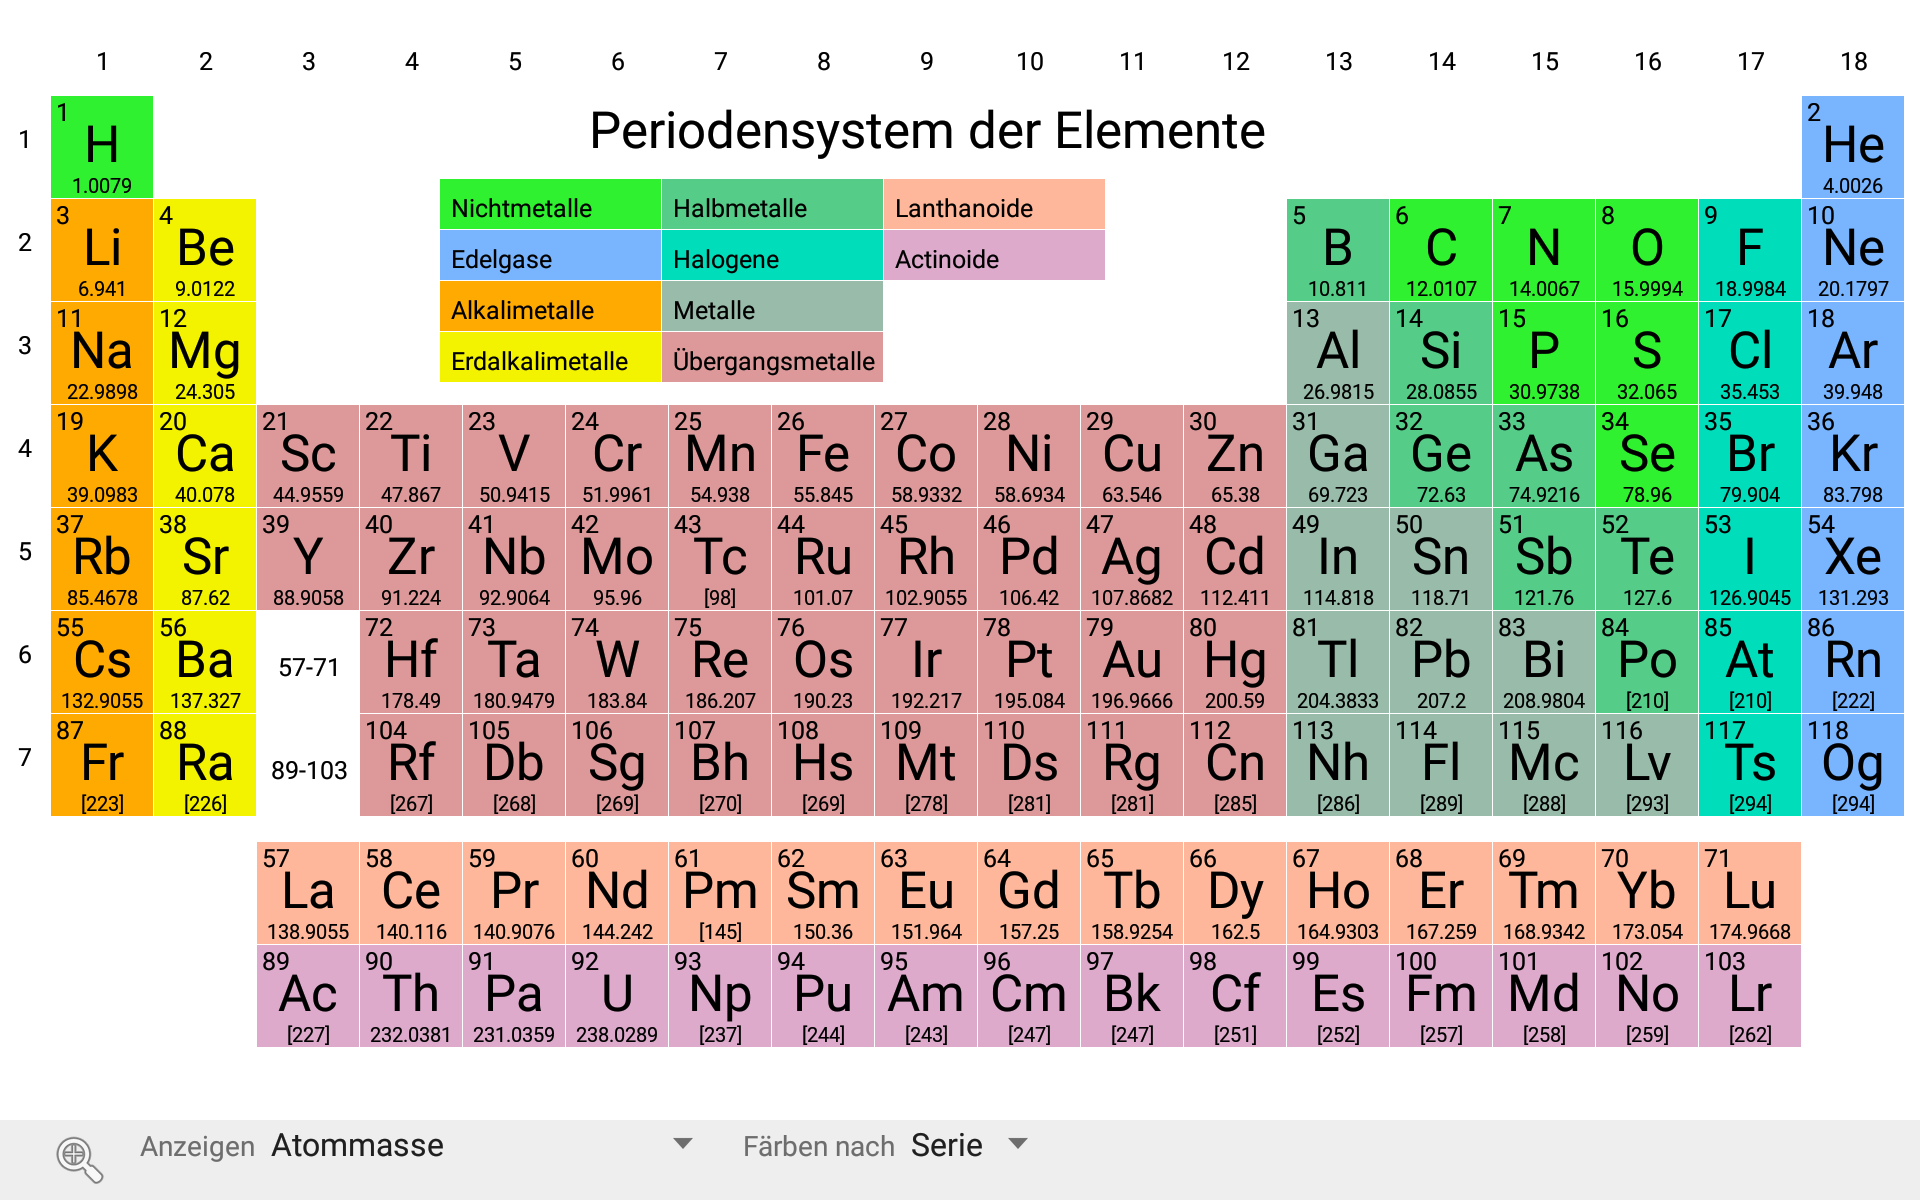 1 2 3 4 5 6 7 8 9 10 11 12 13 14 15 16 17 18
Periodensystem der Elemente
1
1 2
H He
1.0079 4.0026
Nichtmetalle Halbmetalle Lanthanoide
Edelgase Halogene Actinoide
Alkalimetalle Metalle
Erdalkalimetalle Übergangsmetalle
2
3 4 5 6 7 8 9 10
Li Be B C N O F Ne
6.941 9.0122 10.811 12.0107 14.0067 15.9994 18.9984 20.1797
3
11 12 13 14 15 16 17 18
Na Mg Al Si P S Cl Ar
22.9898 24.305 26.9815 28.0855 30.9738 32.065 35.453 39.948
4
19 20 21 22 23 24 25 26 27 28 29 30 31 32 33 34 35 36
K Ca Sc Ti V Cr Mn Fe Co Ni Cu Zn Ga Ge As Se Br Kr
39.0983 40.078 44.9559 47.867 50.9415 51.9961 54.938 55.845 58.9332 58.6934 63.546 65.38 69.723 72.63 74.9216 78.96 79.904 83.798
5
37 38 39 40 41 42 43 44 45 46 47 48 49 50 51 52 53 54
Rb Sr Y Zr Nb Mo Tc Ru Rh Pd Ag Cd In Sn Sb Te I Xe
85.4678 87.62 88.9058 91.224 92.9064 95.96 [98] 101.07 102.9055 106.42 107.8682 112.411 114.818 118.71 121.76 127.6 126.9045 131.293
6
55 56 72 73 74 75 76 77 78 79 80 81 82 83 84 85 86
Cs Ba 57-71 Hf Ta W Re Os Ir Pt Au Hg Tl Pb Bi Po At Rn
132.9055 137.327 178.49 180.9479 183.84 186.207 190.23 192.217 195.084 196.9666 200.59 204.3833 207.2 208.9804 [210] [210] [222]
7
87 88 104 105 106 107 108 109 110 111 112 113 114 115 116 117 118
Fr Ra 89-103 Rf Db Sg Bh Hs Mt Ds Rg Cn Nh Fl Mc Lv Ts Og
[223] [226] [267] [268] [269] [270] [269] [278] [281] [281] [285] [286] [289] [288] [293] [294] [294]
57 58 59 60 61 62 63 64 65 66 67 68 69 70 71
La Ce Pr Nd Pm Sm Eu Gd Tb Dy Ho Er Tm Yb Lu
138.9055 140.116 140.9076 144.242 [145] 150.36 151.964 157.25 158.9254 162.5 164.9303 167.259 168.9342 173.054 174.9668
89 90 91 92 93 94 95 96 97 98 99 100 101 102 103
Ac Th Pa U Np Pu Am Cm Bk Cf Es Fm Md No Lr
[227] 232.0381 231.0359 238.0289 [237] [244] [243] [247] [247] [251] [252] [257] [258] [259] [262]
Anzeigen Atommasse Färben nach Serie